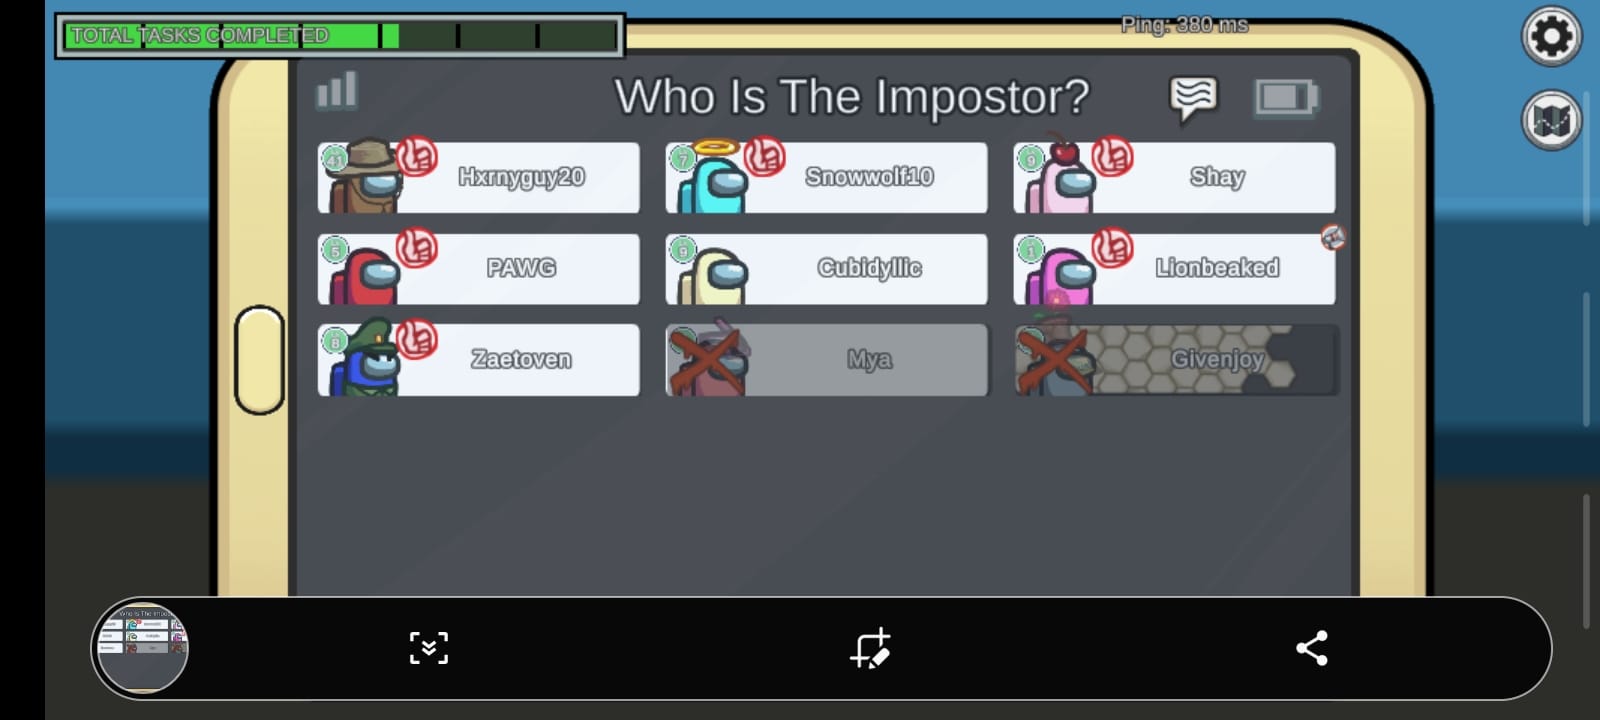 TOTAL TASKS COMPLETED
Ping: 380 ms
Who Is The Impostor?
41 Hxrnyguy20
7 Snowwolf10
9 Shay
5 PAWG
9 Cubidyllic
1 Lionbeaked
8 Zaetoven
Mya
Givenjoy